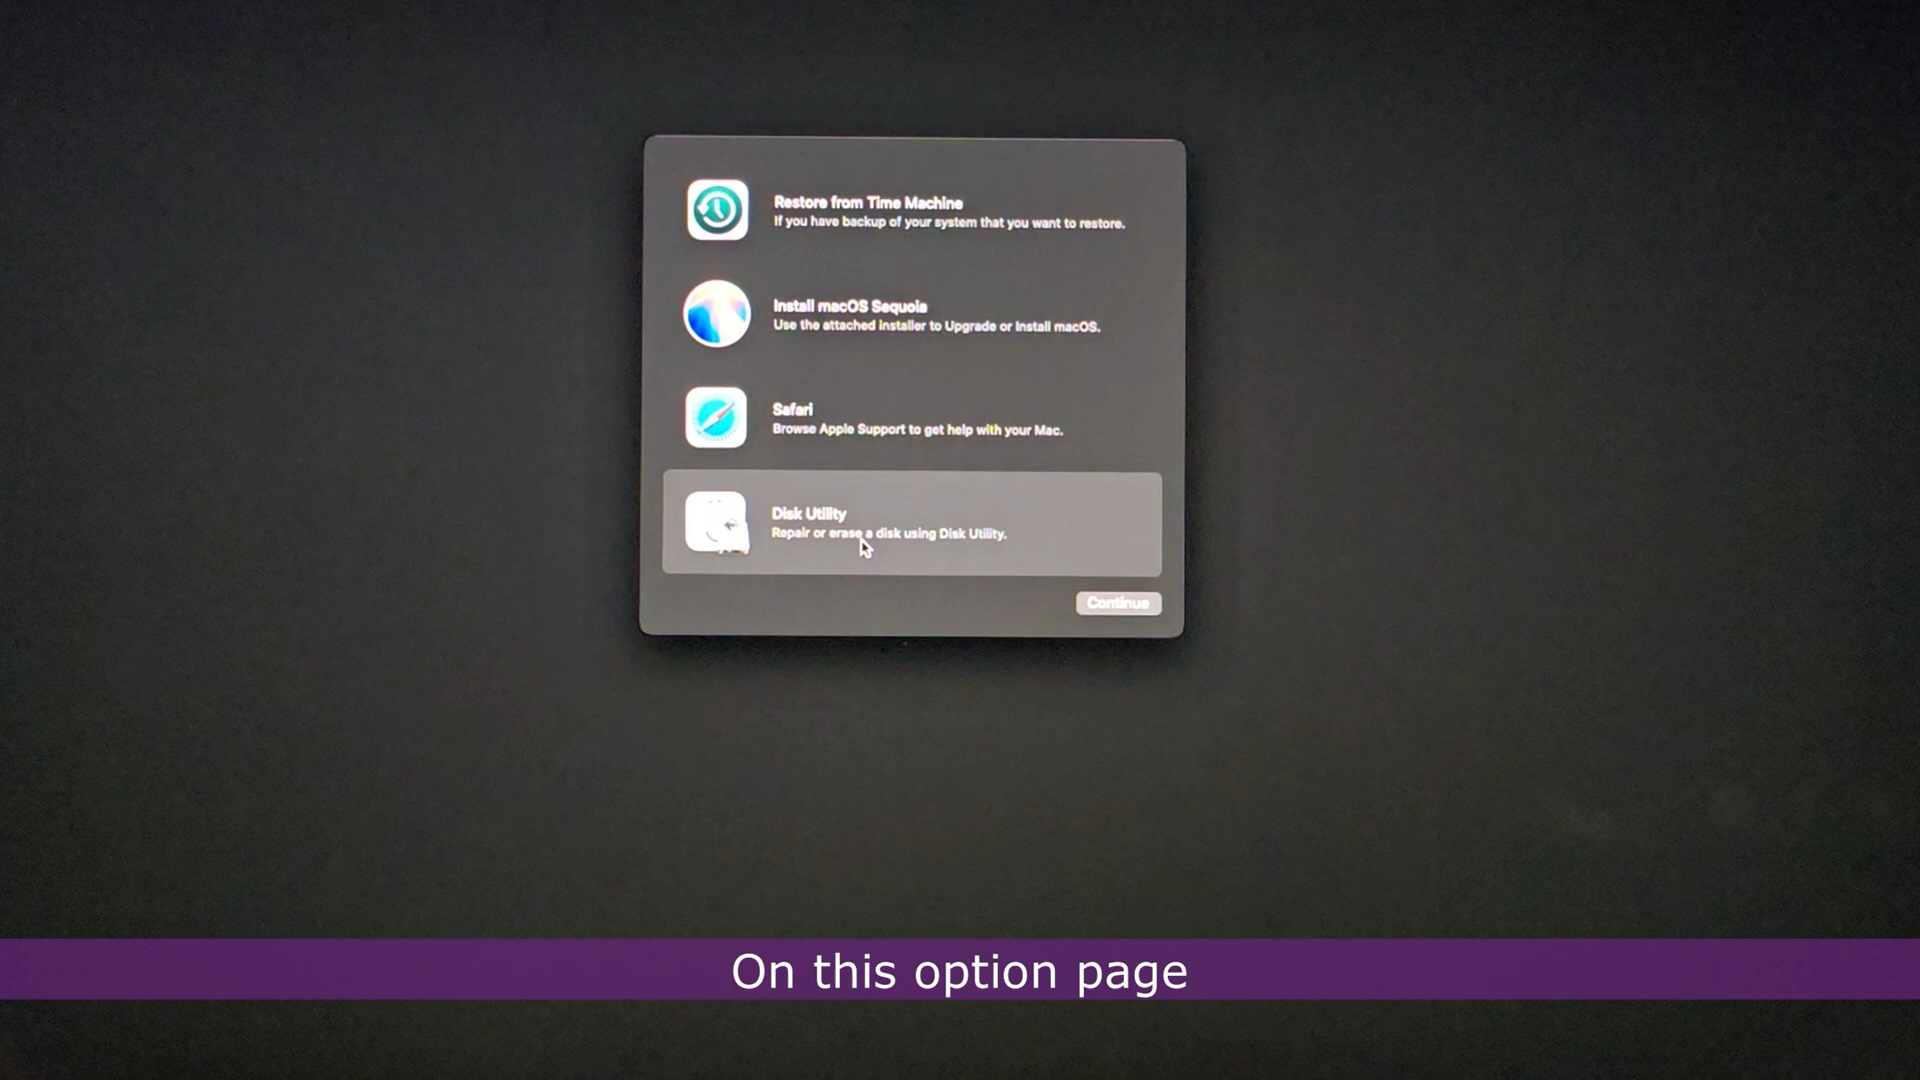 Restore from Time Machine
If you have backup of your system that you want to restore.
Install macOS Sequoia
Use the attached installer to Upgrade or Install macOS.
Safari
Browse Apple Support to get help with your Mac.
Disk Utility
Repair or erase a disk using Disk Utility.
Continue
On this option page